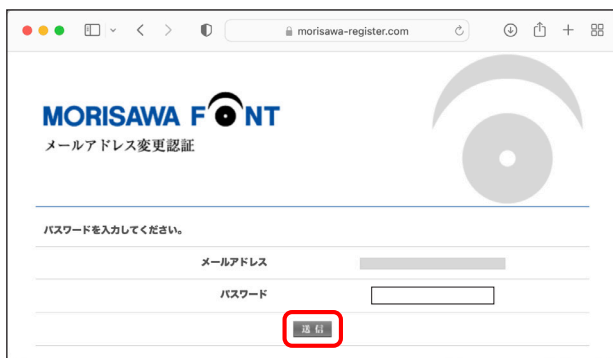 morisawa-register.com
MORISAWA FONT
メールアドレス変更認証
パスワードを入力してください。
メールアドレス
パスワード
送信